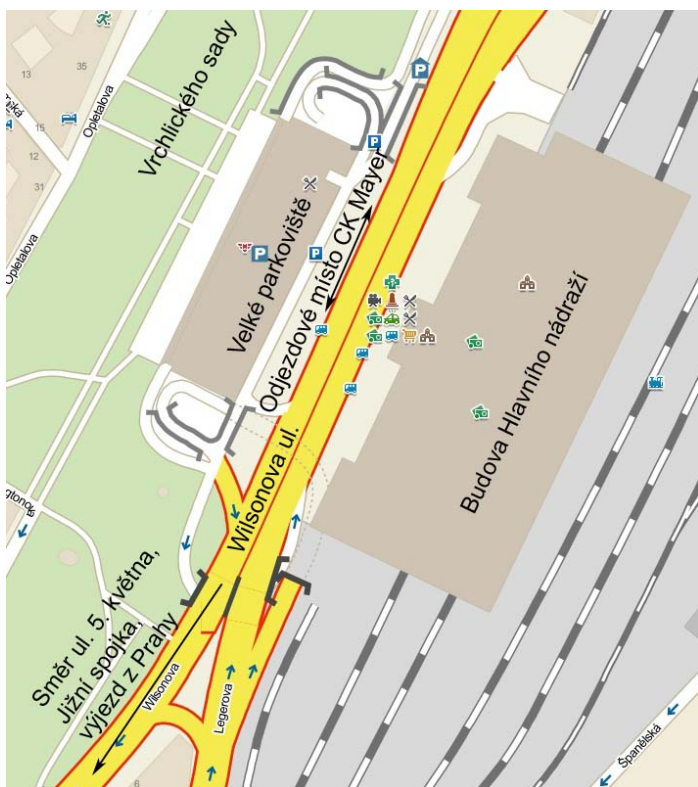 Vrchlického sady
Opletalova
13
35
15
12
31
Opletalova
P
P
P
P
Velké parkoviště
Odjezdové místo CK Mayer
Wilsonova ul.
Budova Hlavního nádraží
Směr ul. 5. května,
Jižní spojka,
výjezd z Prahy
Wilsonova
Legerova
Španělská
6